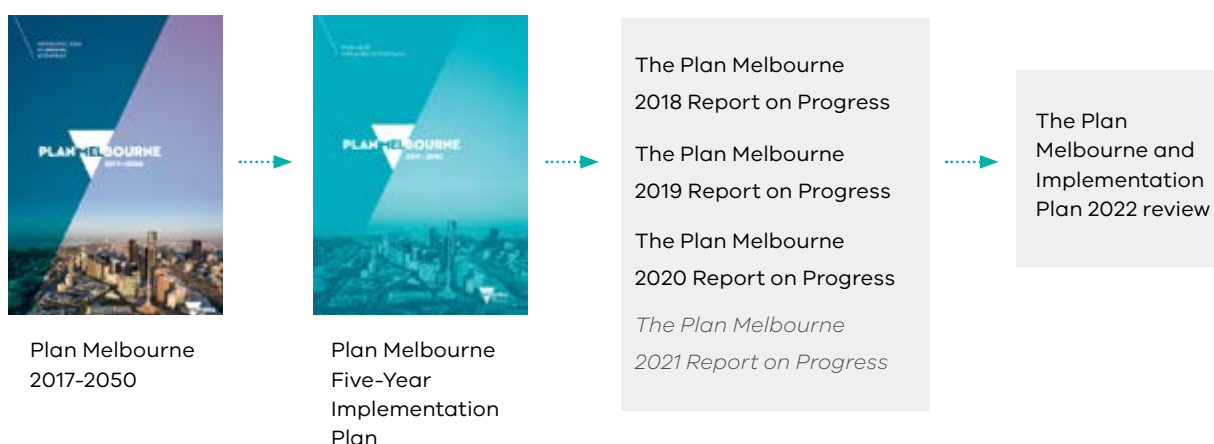 PLAN MELBOURNE
2017-2050
PLAN MELBOURNE
Plan Melbourne
2017-2050
Plan Melbourne
Five-Year
Implementation
Plan
The Plan Melbourne
2018 Report on Progress
The Plan Melbourne
2019 Report on Progress
The Plan Melbourne
2020 Report on Progress
The Plan Melbourne
2021 Report on Progress
The Plan
Melbourne and
Implementation
Plan 2022 review